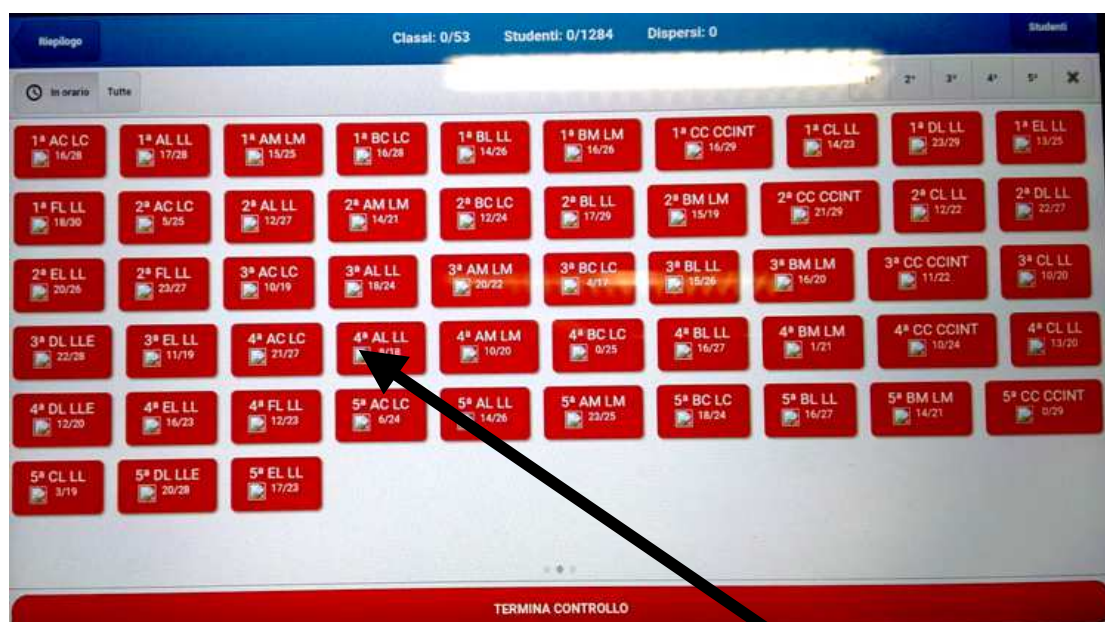 Riepilogo Classi: 0/53 Studenti: 0/1284 Dispersi: 0 Studenti
In orario Tutte 2ª 3ª 4ª 5ª
1ª AC LC 1ª AL LL 1ª AM LM 1ª BC LC 1ª BL LL 1ª BM LM 1ª CC CCINT 1ª CL LL 1ª DL LL 1ª EL LL
16/28 17/28 15/25 16/28 14/26 16/26 16/29 14/23 23/29 13/25
1ª FL LL 2ª AC LC 2ª AL LL 2ª AM LM 2ª BC LC 2ª BL LL 2ª BM LM 2ª CC CCINT 2ª CL LL 2ª DL LL
18/30 5/25 12/27 14/21 12/24 17/29 15/19 21/29 12/22 22/27
2ª EL LL 2ª FL LL 3ª AC LC 3ª AL LL 3ª AM LM 3ª BC LC 3ª BL LL 3ª BM LM 3ª CC CCINT 3ª CL LL
20/26 23/27 10/19 18/24 20/22 4/17 15/26 16/20 11/22 10/20
3ª DL LLE 3ª EL LL 4ª AC LC 4ª AL LL 4ª AM LM 4ª BC LC 4ª BL LL 4ª BM LM 4ª CC CCINT 4ª CL LL
22/28 11/19 21/27 10/20 0/25 16/27 1/21 10/24 13/20
4ª DL LLE 4ª EL LL 4ª FL LL 5ª AC LC 5ª AL LL 5ª AM LM 5ª BC LC 5ª BL LL 5ª BM LM 5ª CC CCINT
12/20 16/23 12/23 6/24 14/26 23/25 18/24 16/27 14/21 0/29
5ª CL LL 5ª DL LLE 5ª EL LL
3/19 20/28 17/23
TERMINA CONTROLLO